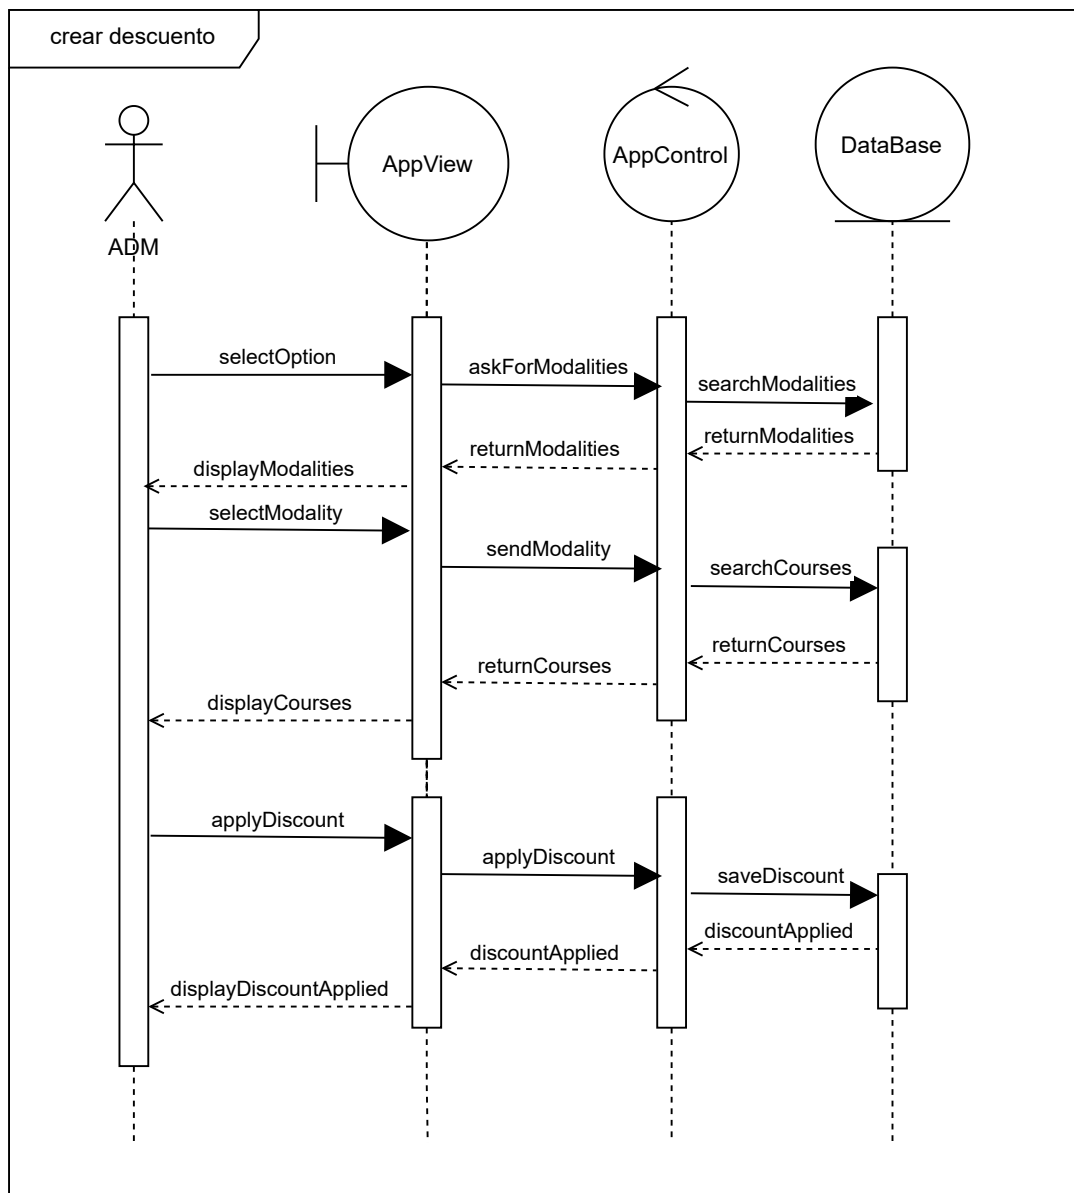 crear descuento
AppView
AppControl
DataBase
ADM
selectOption
askForModalities
searchModalities
returnModalities
returnModalities
displayModalities
selectModality
sendModality
searchCourses
returnCourses
returnCourses
displayCourses
applyDiscount
applyDiscount
saveDiscount
discountApplied
discountApplied
displayDiscountApplied